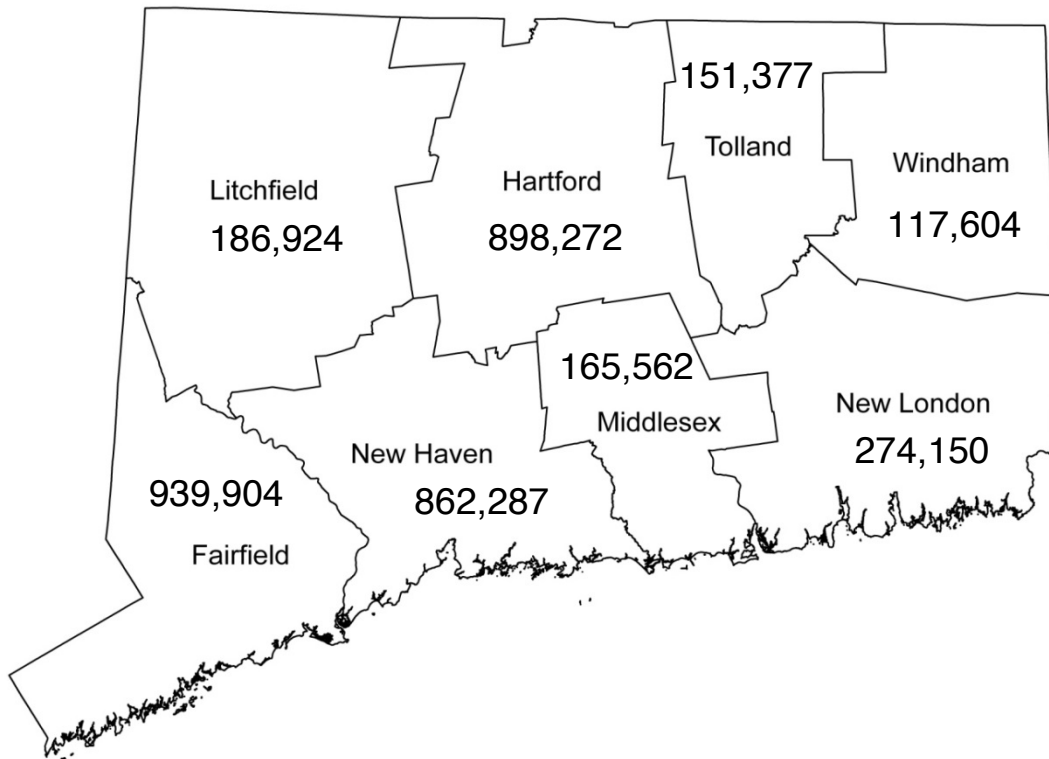 151,377
Tolland
Windham
117,604
Litchfield
186,924
Hartford
898,272
165,562
Middlesex
New London
274,150
New Haven
862,287
939,904
Fairfield